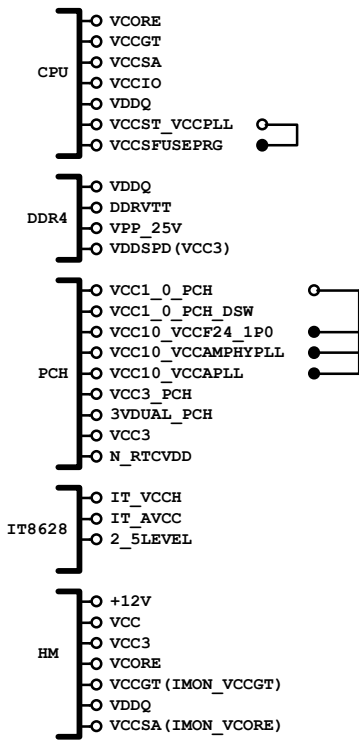 CPU
VCORE
VCCGT
VCCSA
VCCIO
VDDQ
VCCST_VCCPLL
VCCSFUSEPRG
DDR4
VDDQ
DDRVTT
VPP_25V
VDDSPD(VCC3)
PCH
VCC1_0_PCH
VCC1_0_PCH_DSW
VCC10_VCCF24_1P0
VCC10_VCCAMPHYPLL
VCC10_VCCAPLL
VCC3_PCH
3VDUAL_PCH
VCC3
N_RTCVDD
IT8628
IT_VCCH
IT_AVCC
2_5LEVEL
HM
+12V
VCC
VCC3
VCORE
VCCGT(IMON_VCCGT)
VDDQ
VCCSA(IMON_VCORE)